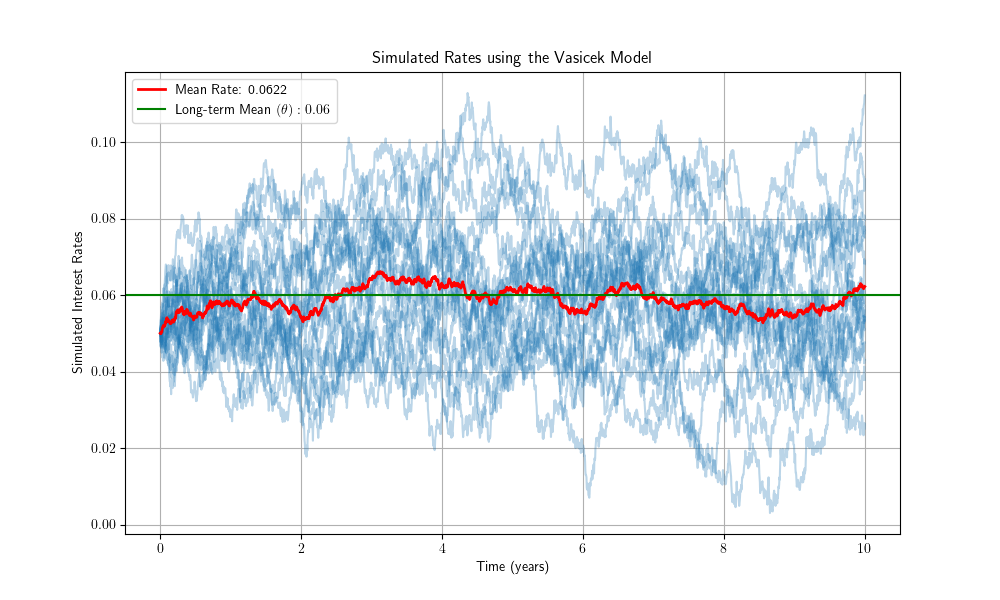 Simulated Rates using the Vasicek Model
Mean Rate: 0.0622
Long-term Mean (θ) : 0.06
Simulated Interest Rates
0.10
0.08
0.06
0.04
0.02
0.00
0 2 4 6 8 10
Time (years)